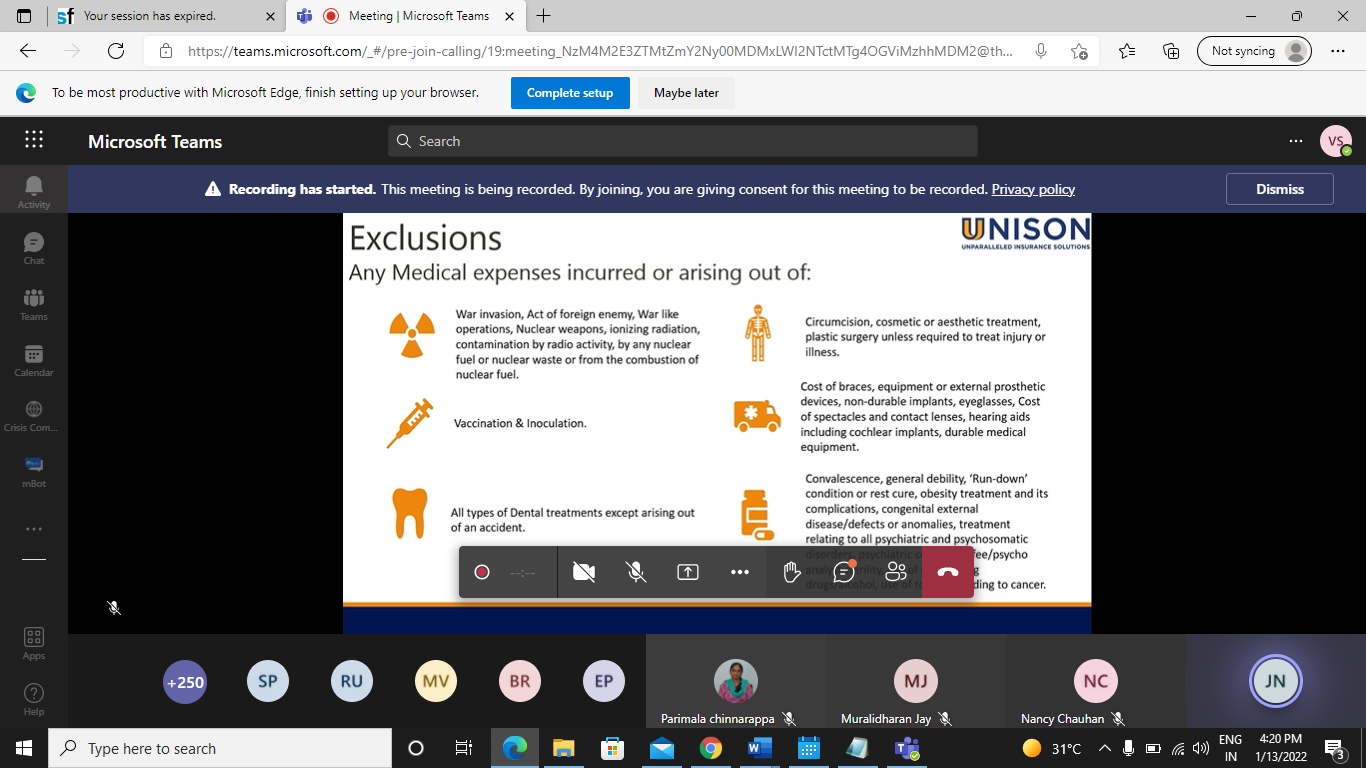 Your session has expired.
Meeting | Microsoft Teams
https://teams.microsoft.com/_#/pre-join-calling/19:meeting_NzM4M2E3ZTMtZmY2Ny00MDMxLWI2NTctMTg4OGViMzhhMDM2@th...
Not syncing
To be most productive with Microsoft Edge, finish setting up your browser.
Complete setup
Maybe later
Microsoft Teams
Search
VS
Recording has started. This meeting is being recorded. By joining, you are giving consent for this meeting to be recorded. Privacy policy
Dismiss
Activity
Chat
Teams
Calendar
Crisis Com...
mBot
Apps
Help
Exclusions
UNISON
UNPARALLELED INSURANCE SOLUTIONS
Any Medical expenses incurred or arising out of:
War invasion, Act of foreign enemy, War like
operations, Nuclear weapons, ionizing radiation,
contamination by radio activity, by any nuclear
fuel or nuclear waste or from the combustion of
nuclear fuel.
Vaccination & Inoculation.
All types of Dental treatments except arising out
of an accident.
Circumcision, cosmetic or aesthetic treatment,
plastic surgery unless required to treat injury or
illness.
Cost of braces, equipment or external prosthetic
devices, non-durable implants, eyeglasses, Cost
of spectacles and contact lenses, hearing aids
including cochlear implants, durable medical
equipment.
Convalescence, general debility, ‘Run-down’
condition or rest cure, obesity treatment and its
complications, congenital external
disease/defects or anomalies, treatment
relating to all psychiatric and psychosomatic
disorders, psychiatric fee/psycho
drug/alcohol, use of leading to cancer.
--:--
+250
SP
RU
MV
BR
EP
Parimala chinnarappa
MJ
Muralidharan Jay
NC
Nancy Chauhan
JN
Type here to search
31°C
ENG
IN
4:20 PM
1/13/2022
3